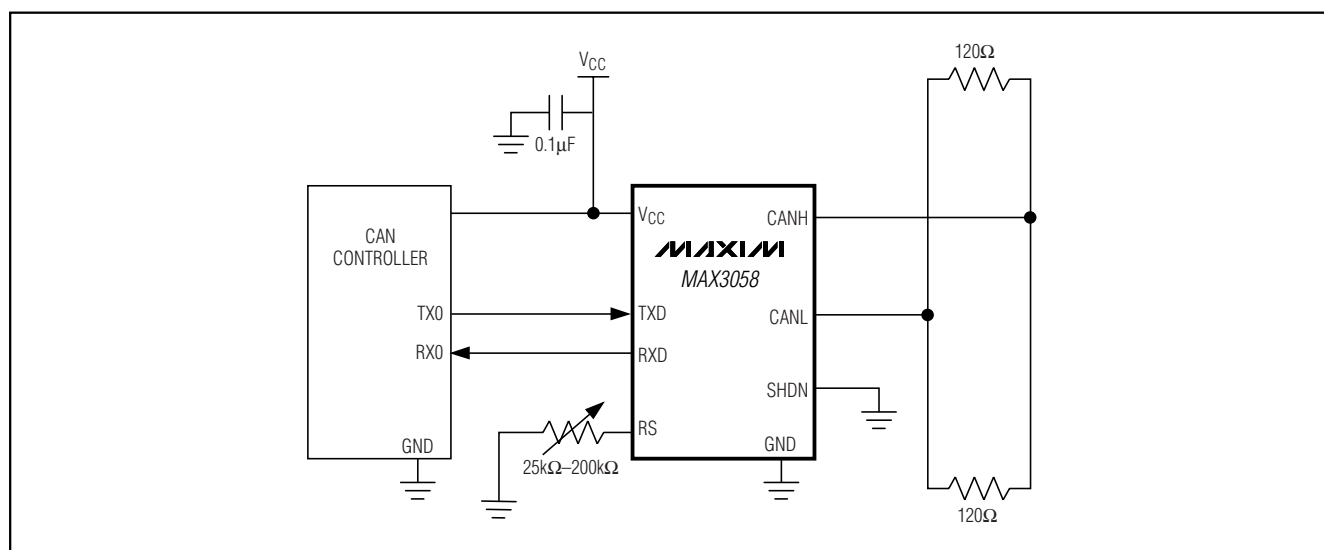 120Ω
VCC
0.1μF
CAN
CONTROLLER
TX0
RX0
GND
VCC
CANH
MAXIM
MAX3058
TXD
CANL
RXD
SHDN
RS
GND
25kΩ–200kΩ
120Ω